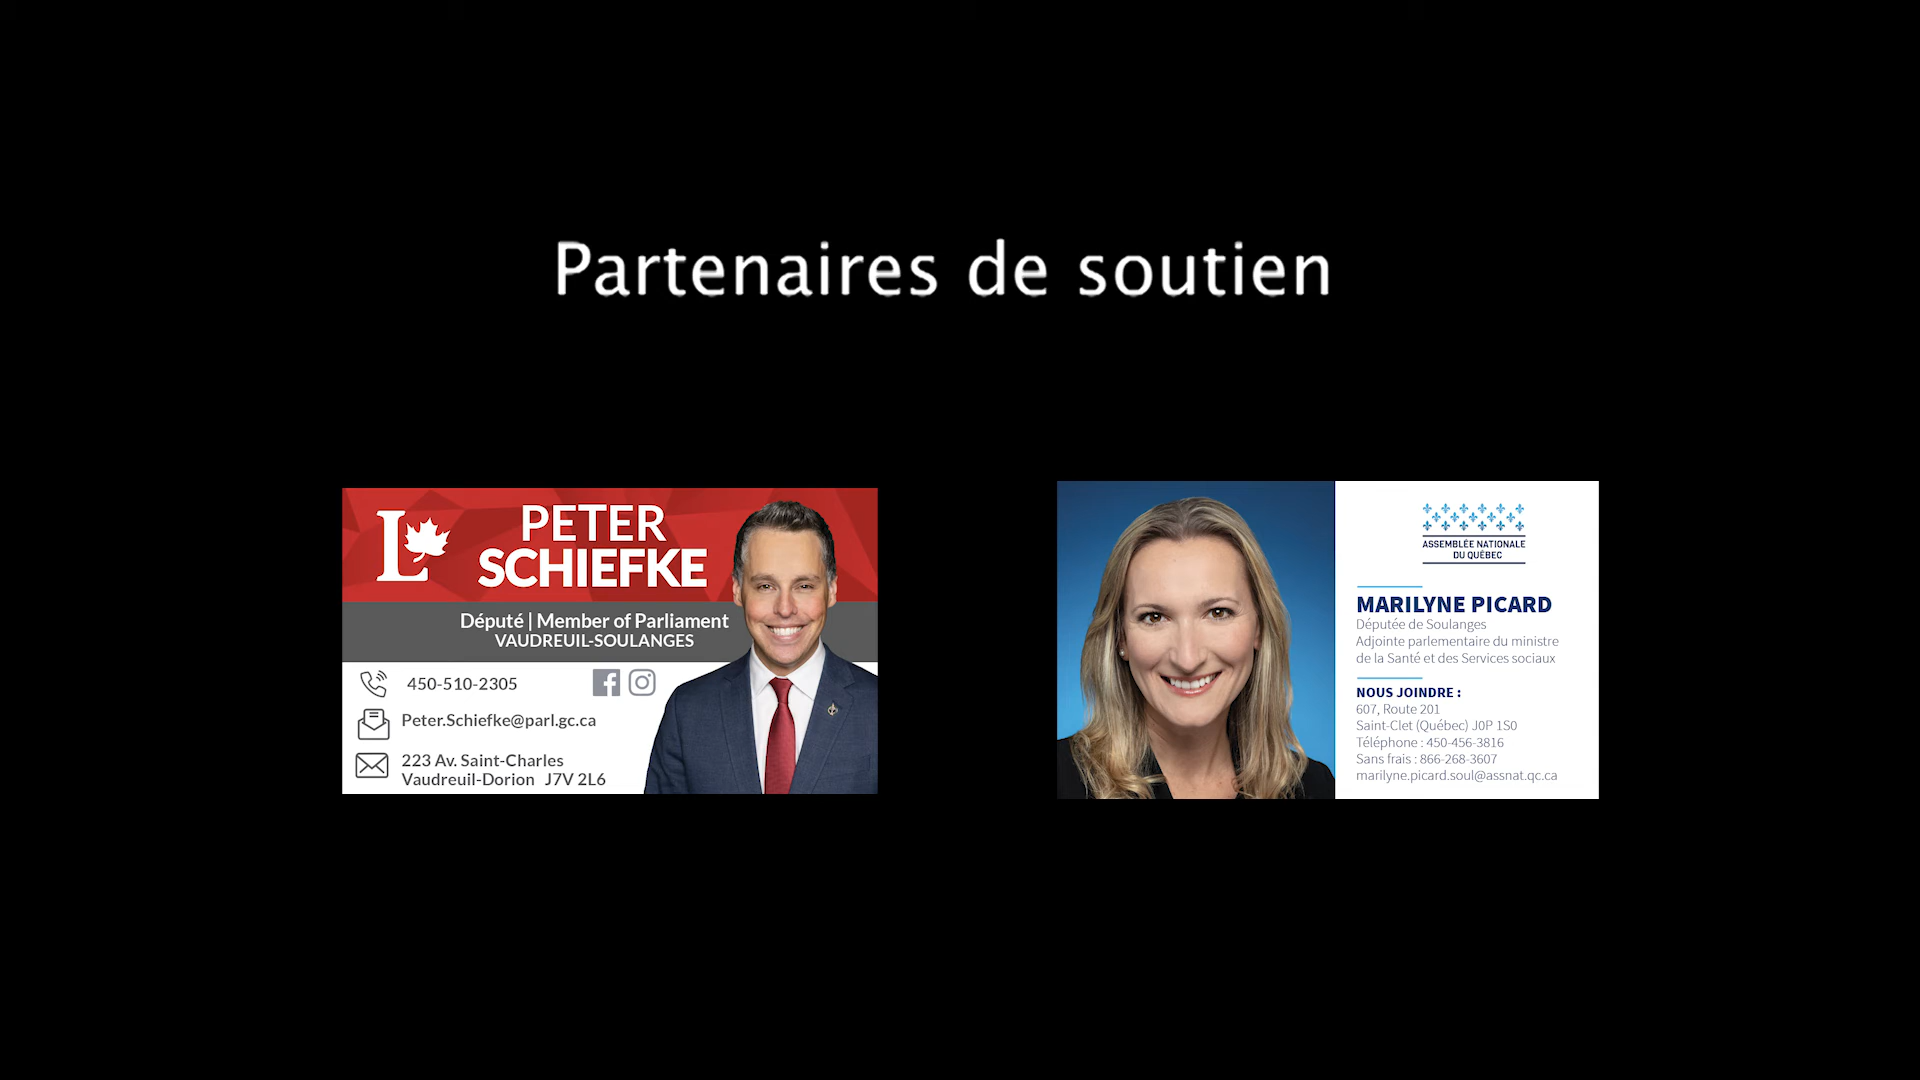 Partenaires de soutien
L
PETER
SCHIEFKE
Député | Member of Parliament
VAUDREUIL-SOULANGES
450-510-2305
Peter.Schiefke@parl.gc.ca
223 Av. Saint-Charles
Vaudreuil-Dorion J7V 2L6
ASSEMBLÉE NATIONALE
DU QUÉBEC
MARILYNE PICARD
Députée de Soulanges
Adjointe parlementaire du ministre
de la Santé et des Services sociaux
NOUS JOINDRE :
607, Route 201
Saint-Clet (Québec) J0P 1S0
Téléphone : 450-456-3816
Sans frais : 866-268-3607
marilyne.picard.soul@assnat.qc.ca